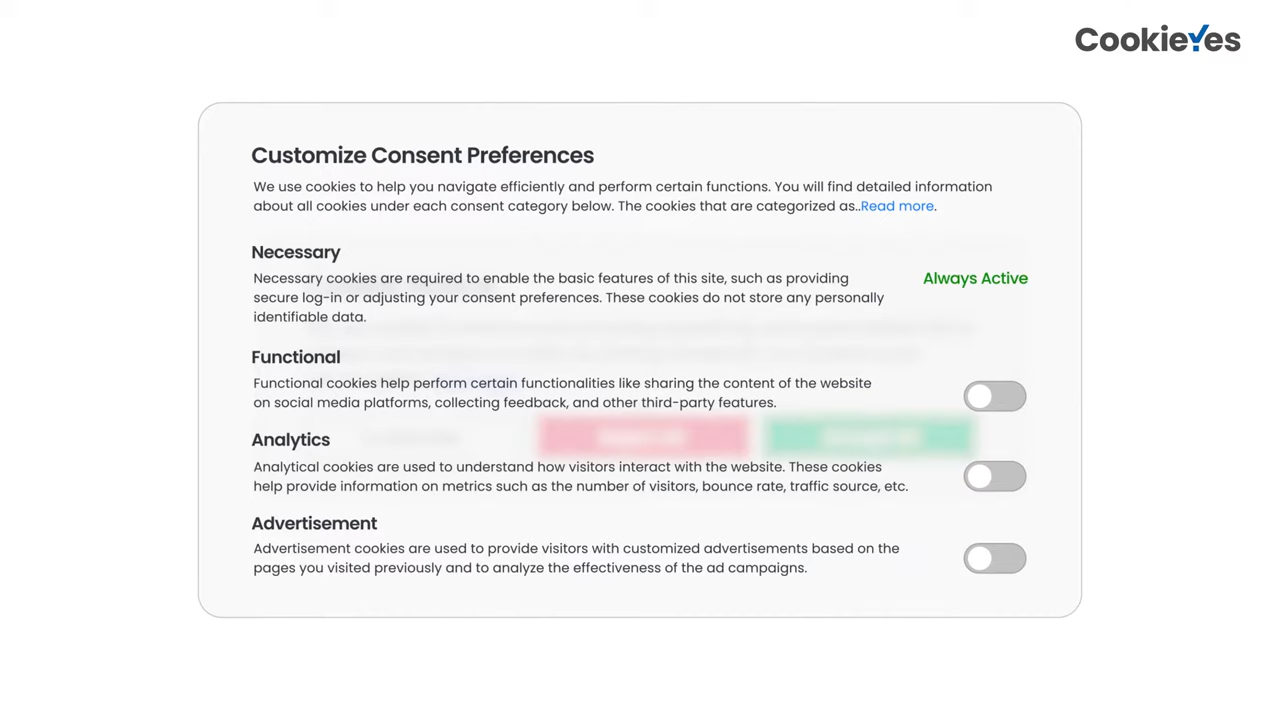 CookieYes
Customize Consent Preferences
We use cookies to help you navigate efficiently and perform certain functions. You will find detailed information
about all cookies under each consent category below. The cookies that are categorized as..Read more.
Necessary
Necessary cookies are required to enable the basic features of this site, such as providing
secure log-in or adjusting your consent preferences. These cookies do not store any personally
identifiable data.
Always Active
Functional
Functional cookies help perform certain functionalities like sharing the content of the website
on social media platforms, collecting feedback, and other third-party features.
Analytics
Analytical cookies are used to understand how visitors interact with the website. These cookies
help provide information on metrics such as the number of visitors, bounce rate, traffic source, etc.
Advertisement
Advertisement cookies are used to provide visitors with customized advertisements based on the
pages you visited previously and to analyze the effectiveness of the ad campaigns.